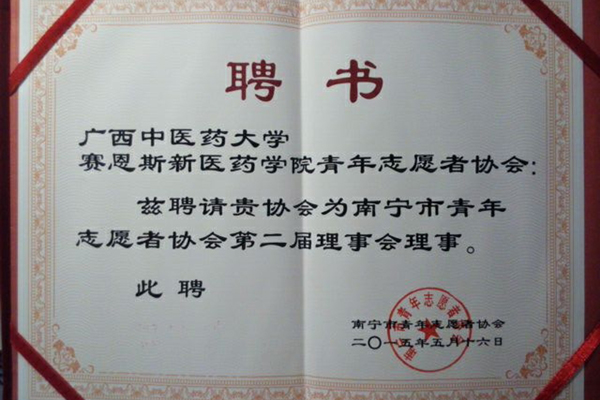 聘书
广西中医药大学
赛恩斯新医药学院青年志愿者协会:
兹聘请贵协会为南宁市青年
志愿者协会第二届理事会理事。
此聘
南宁市青年志愿者协会
二〇一五年五月十六日